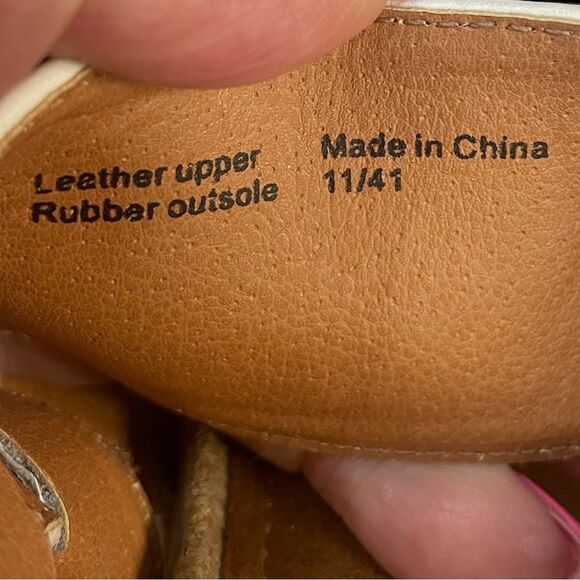 Leather upper
Rubber outsole
Made in China
11/41